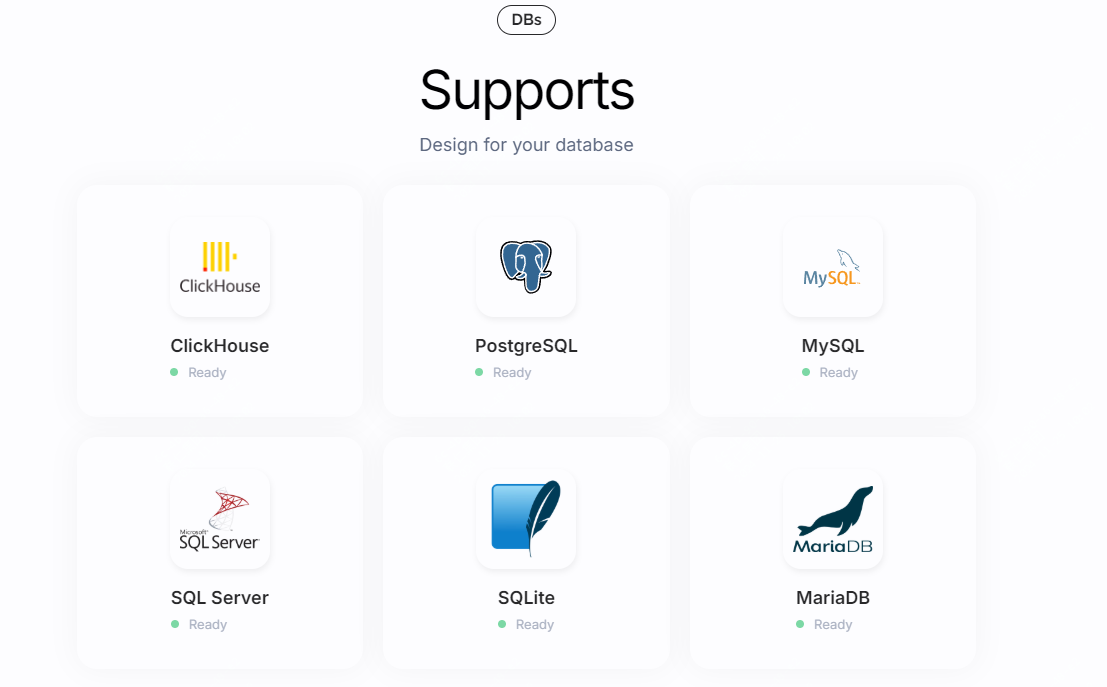 DBs
Supports
Design for your database
ClickHouse
ClickHouse
Ready
PostgreSQL
Ready
MySQL
MySQL
Ready
Microsoft
SQL Server
SQL Server
Ready
SQLite
Ready
MariaDB
MariaDB
Ready